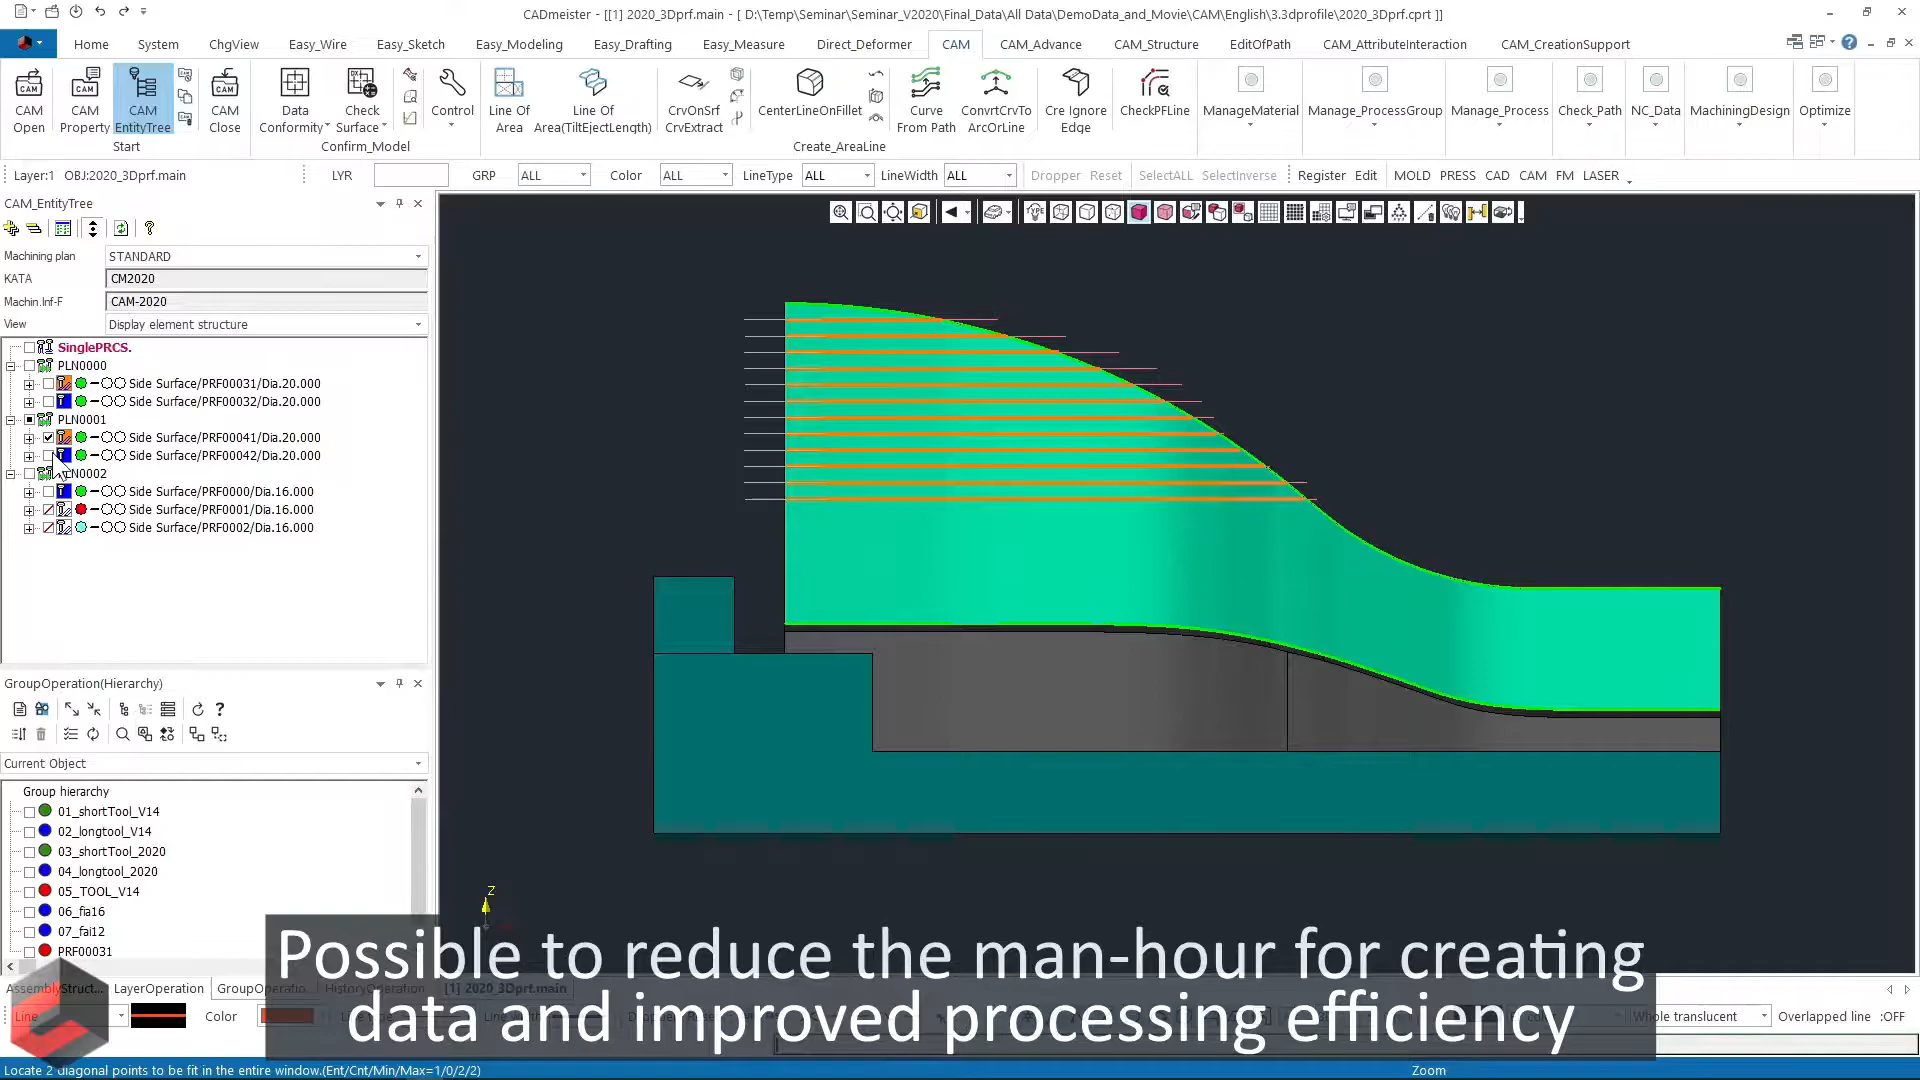 CADmeister - [[1] 2020_3Dprf.main - [ D:\Temp\Seminar\Seminar_V2020\Final_Data\All Data\DemoData_and_Movie\CAM\English\3.3dprofile\2020_3Dprf.cprt ]]
Home System ChgView Easy_Wire Easy_Sketch Easy_Modeling Easy_Drafting Easy_Measure Direct_Deformer CAM CAM_Advance CAM_Structure EditOfPath CAM_AttributeInteraction CAM_CreationSupport
CAM Open
CAM Property
CAM EntityTree
CAM Close
Data Conformity
Check Surface
Control
Line Of Area
Line Of Area(TiltEjectLength)
CrvOnSrf CrvExtract
CenterLineOnFillet
Curve From Path
ConvrtCrvTo ArcOrLine
Cre Ignore Edge
CheckPFLine
ManageMaterial
Manage_ProcessGroup
Manage_Process
Check_Path
NC_Data
MachiningDesign
Optimize
Start Confirm_Model Create_AreaLine
Layer:1 OBJ:2020_3Dprf.main LYR GRP ALL Color ALL LineType ALL LineWidth ALL Dropper Reset SelectALL SelectInverse Register Edit MOLD PRESS CAD CAM FM LASER
CAM_EntityTree
Machining plan STANDARD
KATA CM2020
Machin.Inf-F CAM-2020
View Display element structure
SinglePRCS.
PLN0000
Side Surface/PRF00031/Dia.20.000
Side Surface/PRF00032/Dia.20.000
PLN0001
Side Surface/PRF00041/Dia.20.000
Side Surface/PRF00042/Dia.20.000
N0002
Side Surface/PRF0000/Dia.16.000
Side Surface/PRF0001/Dia.16.000
Side Surface/PRF0002/Dia.16.000
GroupOperation(Hierarchy)
Current Object
Group hierarchy
01_shortTool_V14
02_longtool_V14
03_shortTool_2020
04_longtool_2020
05_TOOL_V14
06_fia16
07_fai12
PRF00031
Z
Possible to reduce the man-hour for creating
data and improved processing efficiency
AssemblyStruct... LayerOperation GroupOperatio... HistoryOperation [1] 2020_3Dprf.main
Line Color Whole translucent Overlapped line :OFF
Locate 2 diagonal points to be fit in the entire window.(Ent/Cnt/Min/Max=1/0/2/2) Zoom